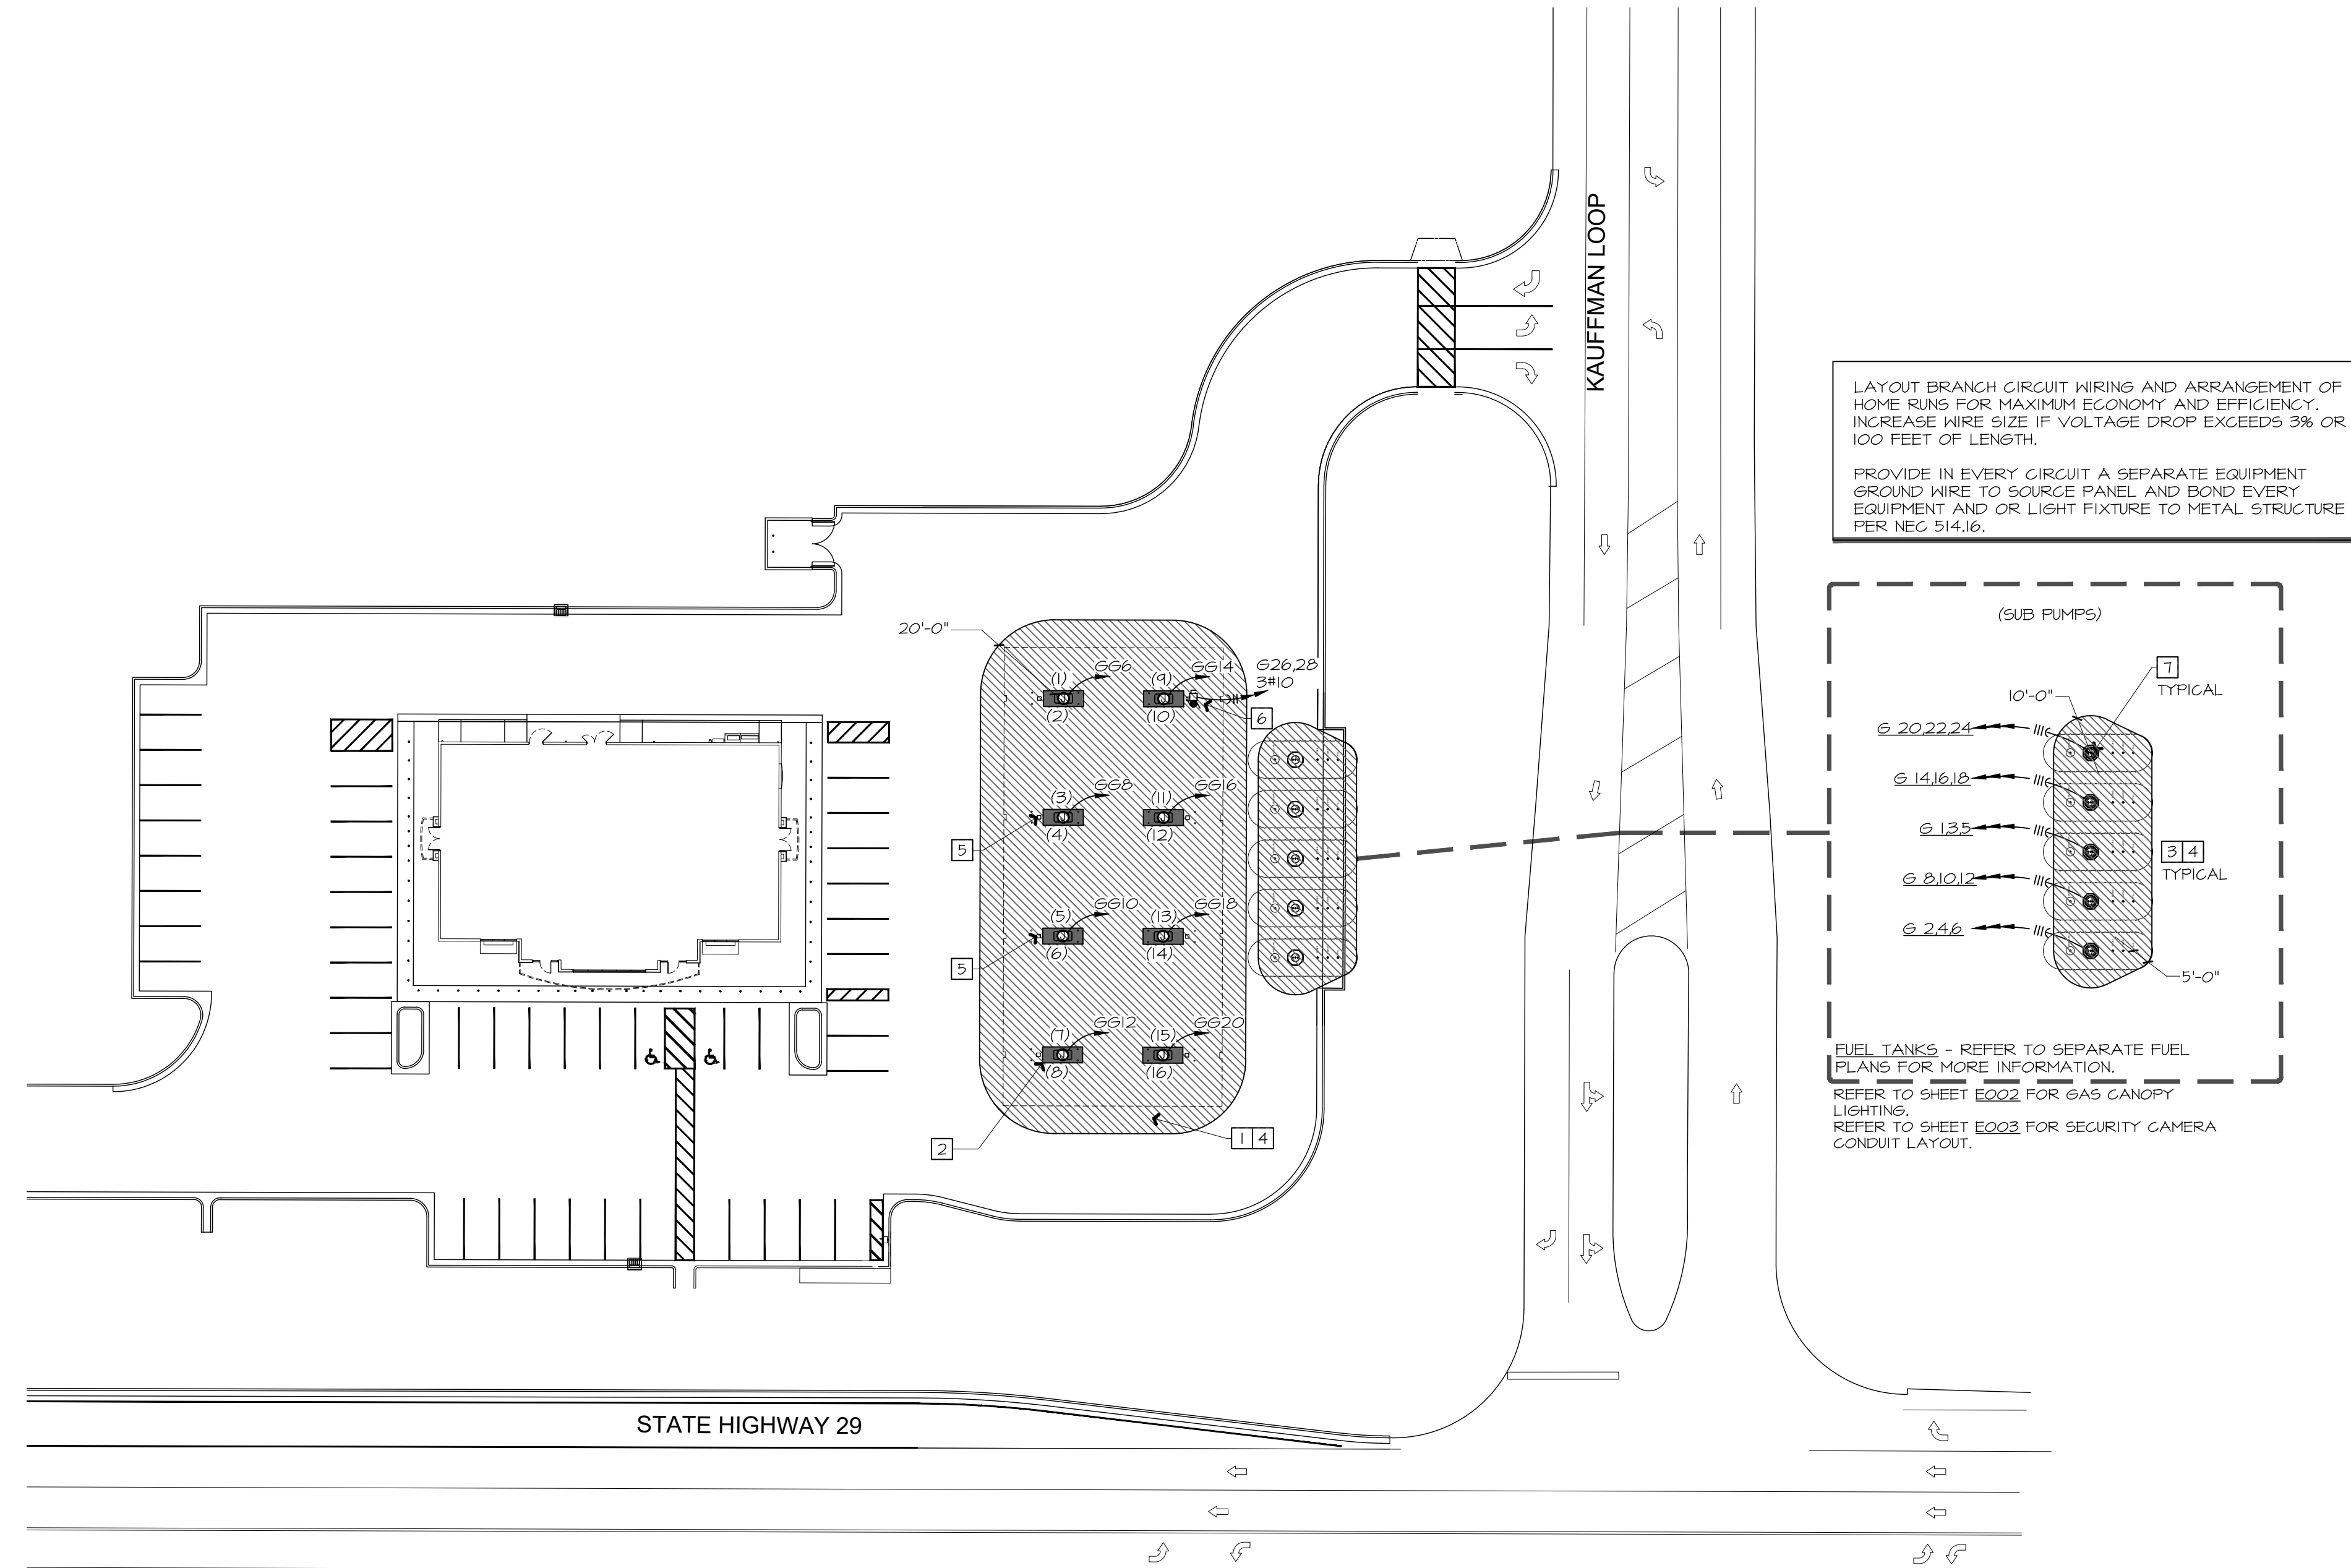 KAUFFMAN LOOP
LAYOUT BRANCH CIRCUIT WIRING AND ARRANGEMENT OF
HOME RUNS FOR MAXIMUM ECONOMY AND EFFICIENCY.
INCREASE WIRE SIZE IF VOLTAGE DROP EXCEEDS 3% OR
100 FEET OF LENGTH.
PROVIDE IN EVERY CIRCUIT A SEPARATE EQUIPMENT
GROUND WIRE TO SOURCE PANEL AND BOND EVERY
EQUIPMENT AND OR LIGHT FIXTURE TO METAL STRUCTURE
PER NEC 514.16.
20'-0"
(1) GG6
(2)
(9) GG14
(10)
G26,28
3#10
6
(3) GG8
(4)
(11) GG16
(12)
5
(5) GG10
(6)
(13) GG18
(14)
5
(7) GG12
(8)
(15) GG20
(16)
2
1 4
(SUB PUMPS)
7
TYPICAL
10'-0"
G 20,22,24
G 14,16,18
G 1,3,5
3 4
TYPICAL
G 8,10,12
G 2,4,6
5'-0"
FUEL TANKS - REFER TO SEPARATE FUEL
PLANS FOR MORE INFORMATION.
REFER TO SHEET E002 FOR GAS CANOPY
LIGHTING.
REFER TO SHEET E003 FOR SECURITY CAMERA
CONDUIT LAYOUT.
STATE HIGHWAY 29